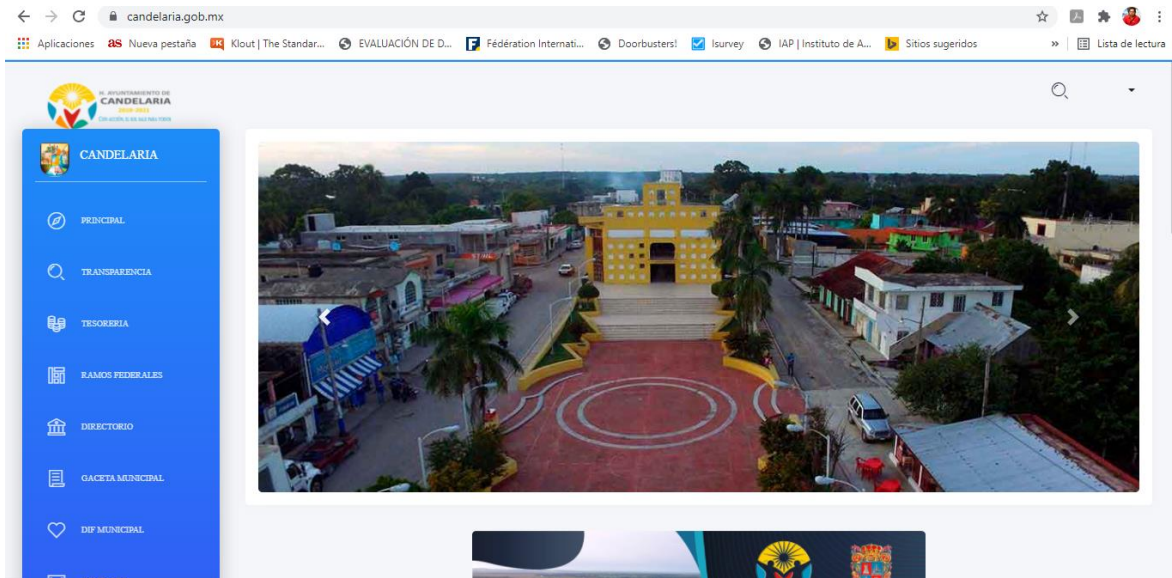 candelaria.gob.mx
Aplicaciones
as Nueva pestaña
Klout | The Standar...
EVALUACIÓN DE D...
Fédération Internati...
Doorbusters!
Isurvey
IAP | Instituto de A...
Sitios sugeridos
»
Lista de lectura
H. AYUNTAMIENTO DE
CANDELARIA
CANDELARIA
PRINCIPAL
TRANSPARENCIA
TESORERIA
RAMOS FEDERALES
DIRECTORIO
GACETA MUNICIPAL
DIF MUNICIPAL